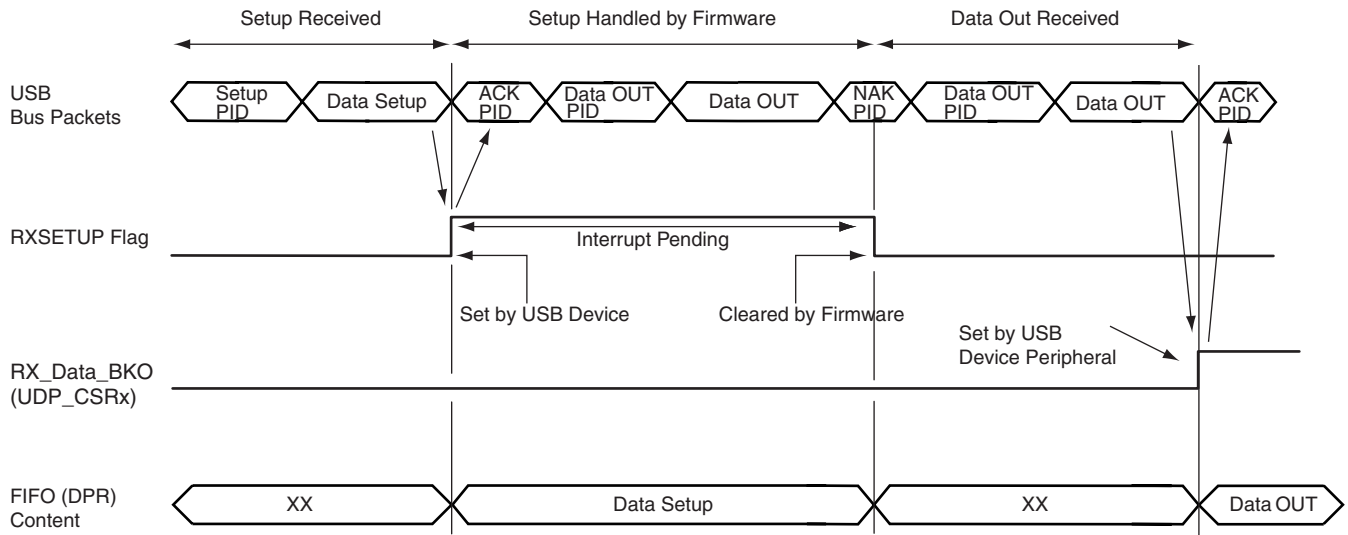 Setup Received
Setup Handled by Firmware
Data Out Received
USB
Bus Packets
Setup
PID
Data Setup
ACK
PID
Data OUT
PID
Data OUT
NAK
PID
Data OUT
PID
Data OUT
ACK
PID
RXSETUP Flag
Interrupt Pending
Set by USB Device
Cleared by Firmware
Set by USB
Device Peripheral
RX_Data_BKO
(UDP_CSRx)
FIFO (DPR)
Content
XX
Data Setup
XX
Data OUT